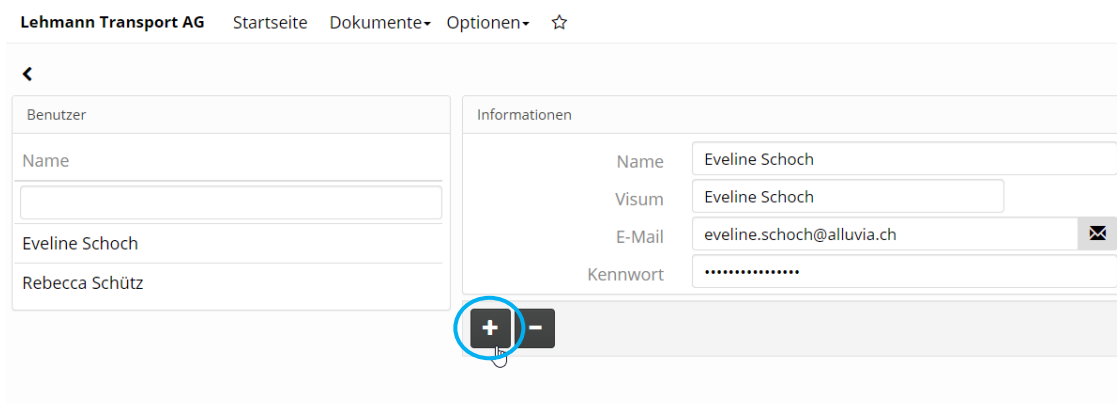 Lehmann Transport AG Startseite Dokumente Optionen
Benutzer
Name
Eveline Schoch
Rebecca Schütz
Informationen
Name Eveline Schoch
Visum Eveline Schoch
E-Mail eveline.schoch@alluvia.ch
Kennwort ••••••••••••••••